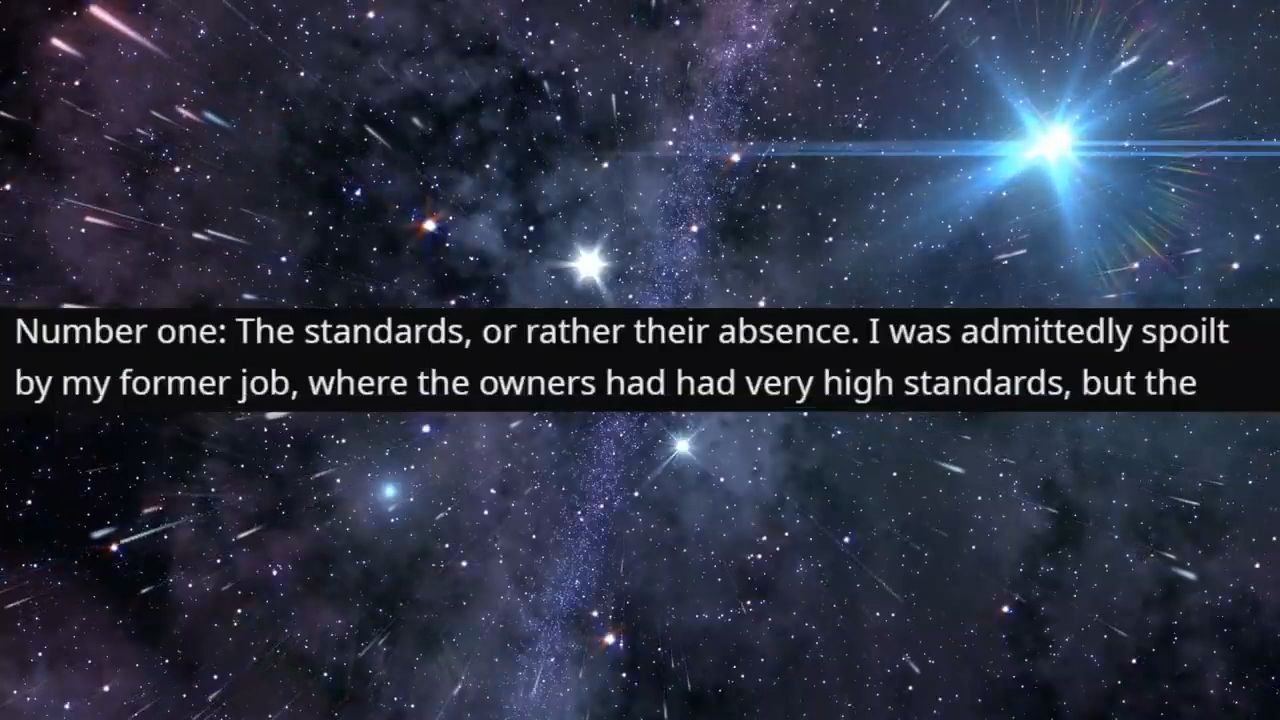 Number one: The standards, or rather their absence. I was admittedly spoilt
by my former job, where the owners had had very high standards, but the